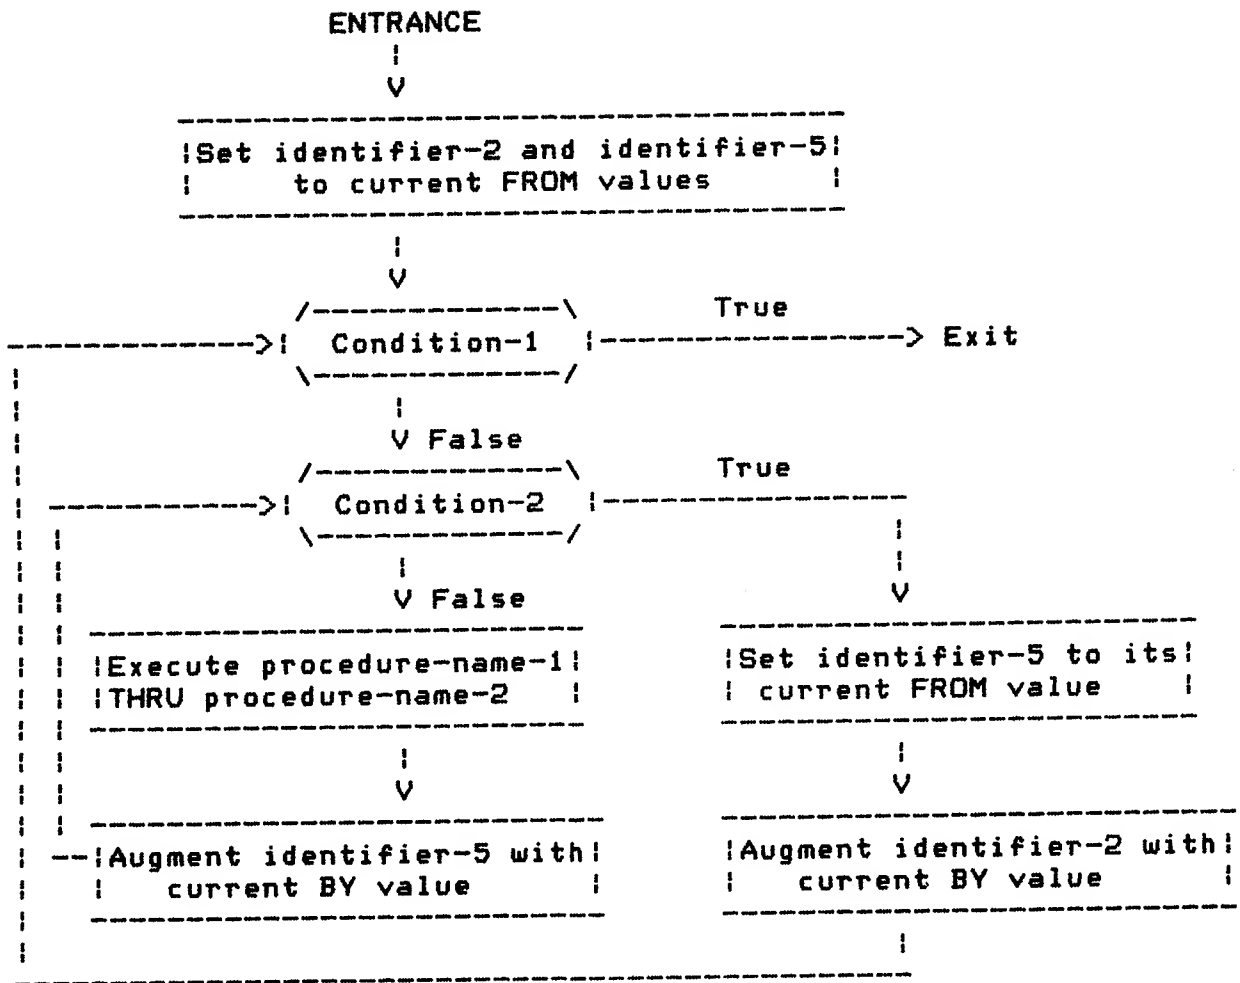 ENTRANCE
Set identifier-2 and identifier-5
to current FROM values
True
Condition-1
Exit
False
True
Condition-2
False
Execute procedure-name-1
THRU procedure-name-2
Set identifier-5 to its
current FROM value
Augment identifier-5 with
current BY value
Augment identifier-2 with
current BY value